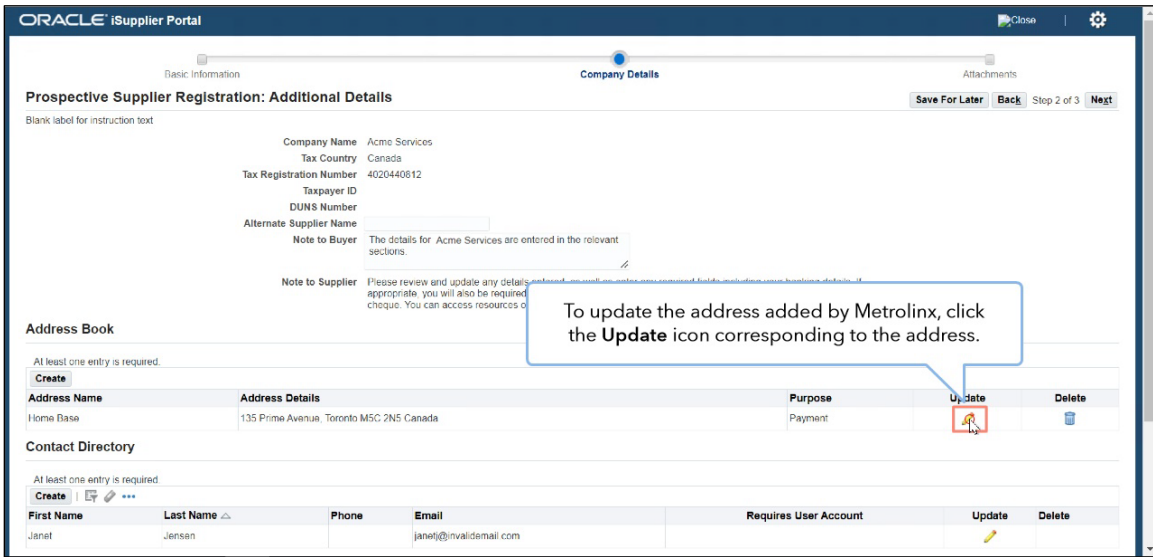 ORACLE iSupplier Portal
Close
Basic Information
Company Details
Attachments
Prospective Supplier Registration: Additional Details
Save For Later Back Step 2 of 3 Next
Blank label for instruction text
Company Name Acme Services
Tax Country Canada
Tax Registration Number 4020440812
Taxpayer ID
DUNS Number
Alternate Supplier Name
Note to Buyer The details for Acme Services are entered in the relevant
sections.
Note to Supplier Please review and update any details
appropriate, you will also be required
cheque. You can access resources
To update the address added by Metrolinx, click
the Update icon corresponding to the address.
Address Book
At least one entry is required.
Create
Address Name Address Details Purpose Update Delete
Home Base 135 Prime Avenue, Toronto M5C 2N5 Canada Payment
Contact Directory
At least one entry is required
Create
First Name Last Name Phone Email Requires User Account Update Delete
Janet Jensen janetj@invalidemail.com